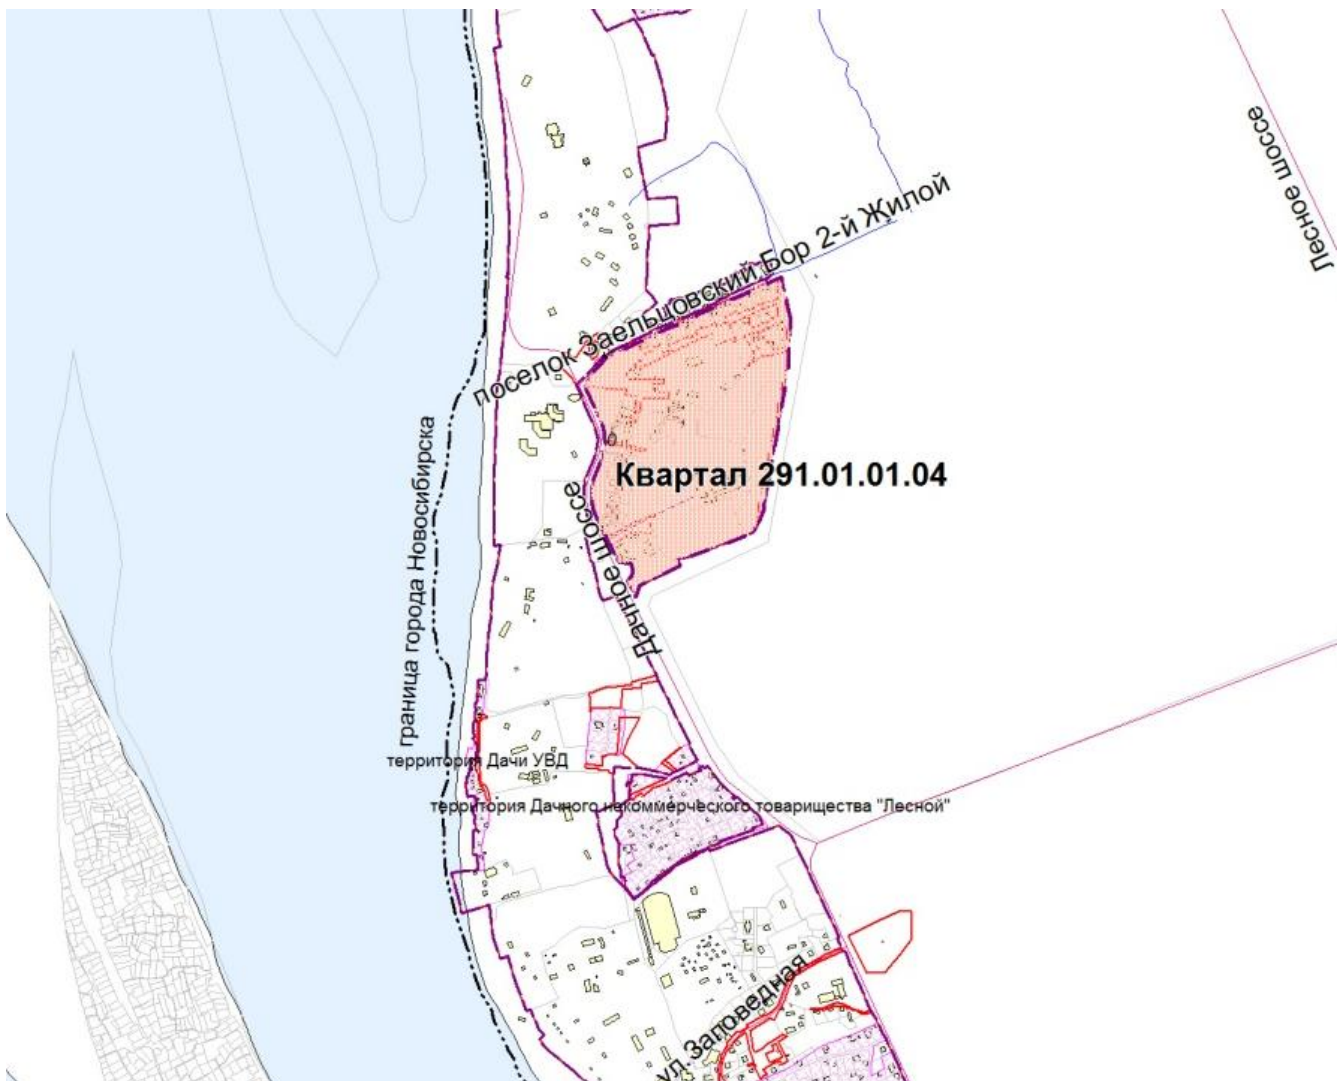 Лесное шоссе
поселок Заельцовский Бор 2-й Жилой
Квартал 291.01.01.04
граница города Новосибирска
Дачное шоссе
территория Дачи УВД
территория Дачного некоммерческого товарищества "Лесной"
ул. Заповедная